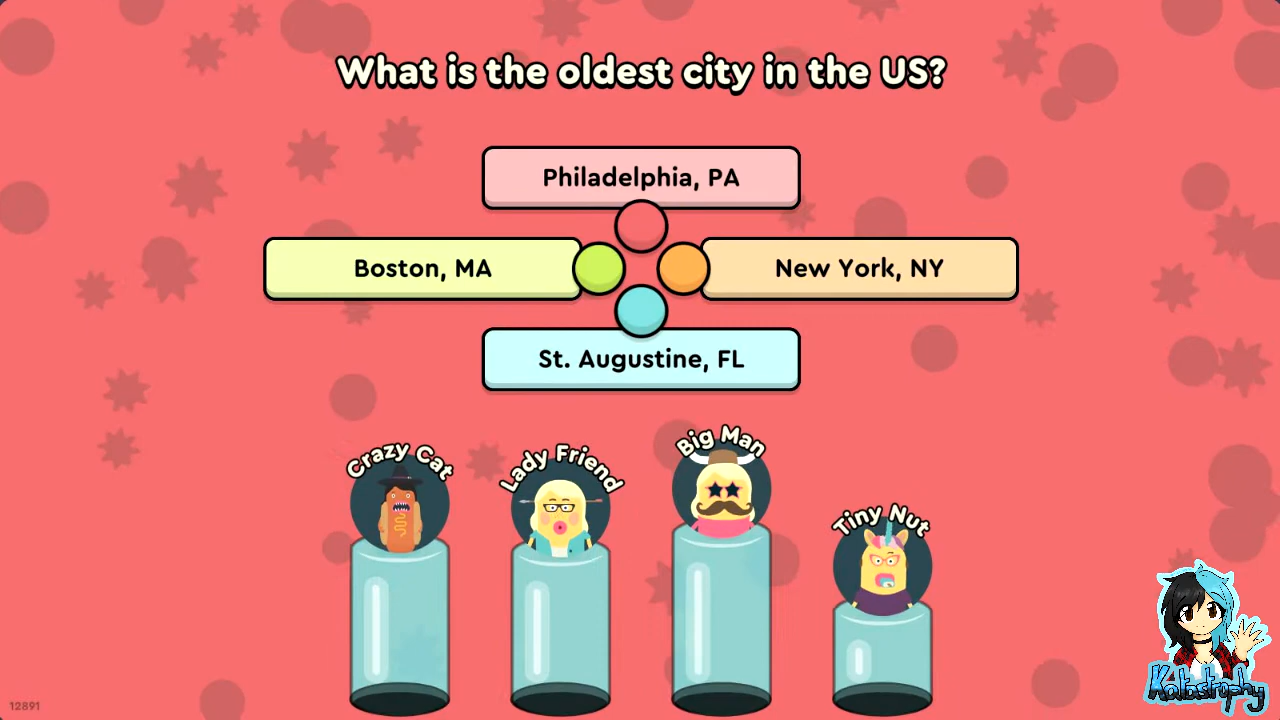 What is the oldest city in the US?
Philadelphia, PA
Boston, MA
New York, NY
St. Augustine, FL
Crazy Cat
Lady Friend
Big Man
Tiny Nut
Katastrophy
12891